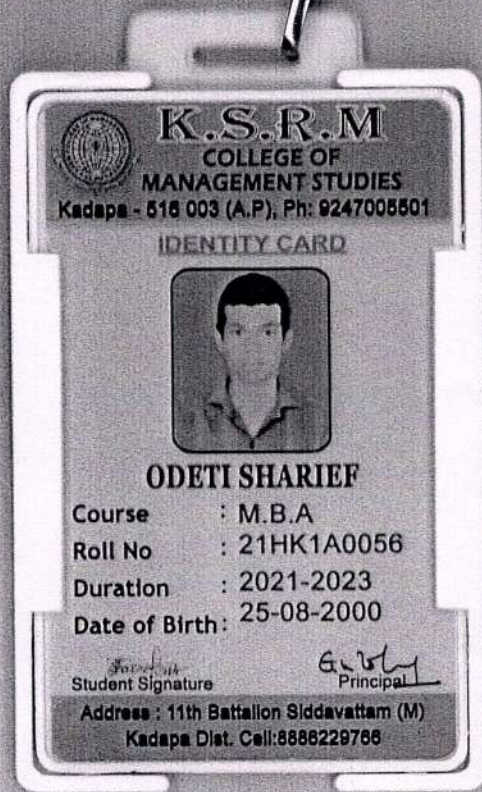 K.S.R.M
COLLEGE OF
MANAGEMENT STUDIES
Kadapa - 516 003 (A.P), Ph: 9247005501
IDENTITY CARD
ODETI SHARIEF
Course : M.B.A
Roll No : 21HK1A0056
Duration : 2021-2023
Date of Birth : 25-08-2000
Student Signature
Principal
Address : 11th Battalion Siddavattam (M)
Kadapa Dist. Cell:8886229766